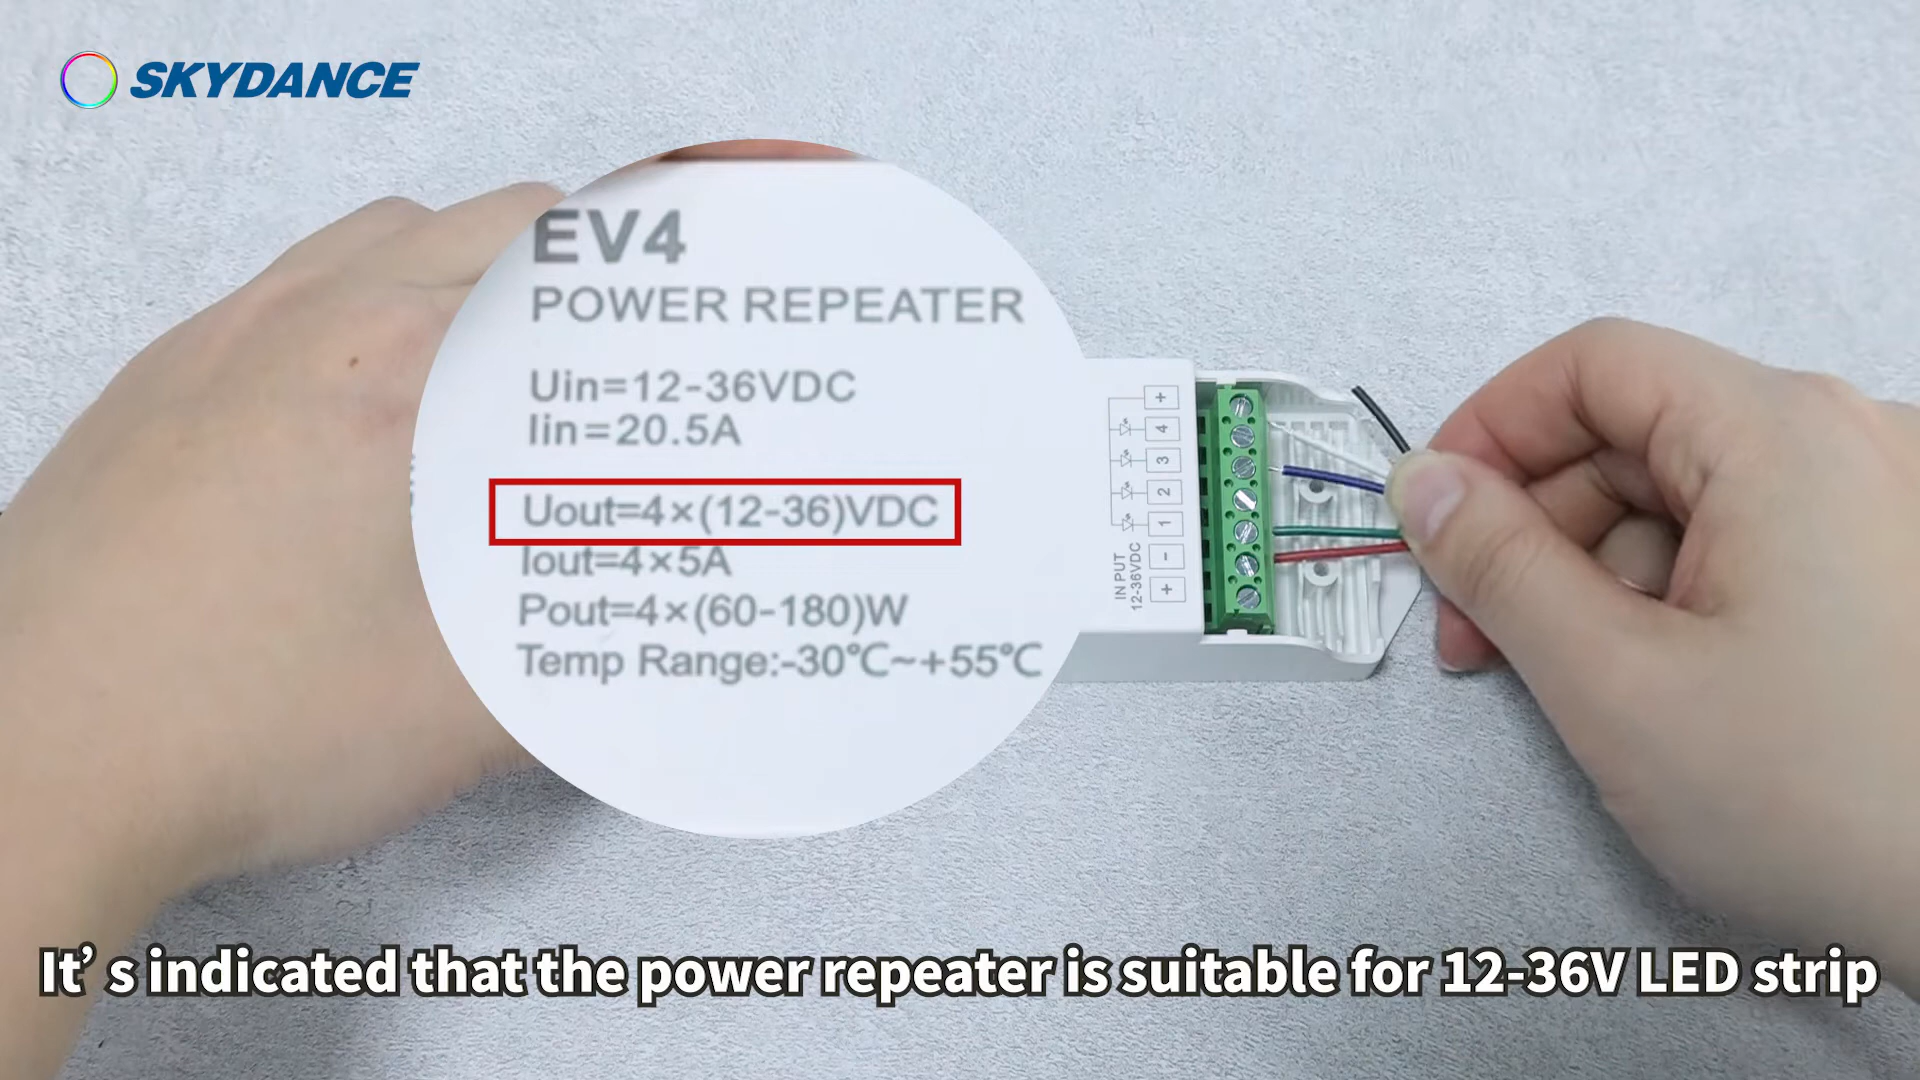 SKYDANCE
EV4
POWER REPEATER
Uin=12-36VDC
Iin=20.5A
Uout=4×(12-36)VDC
Iout=4×5A
Pout=4×(60-180)W
Temp Range:-30℃~+55℃
+
4
3
2
1
-
+
INPUT
12-36VDC
It's indicated that the power repeater is suitable for 12-36V LED strip